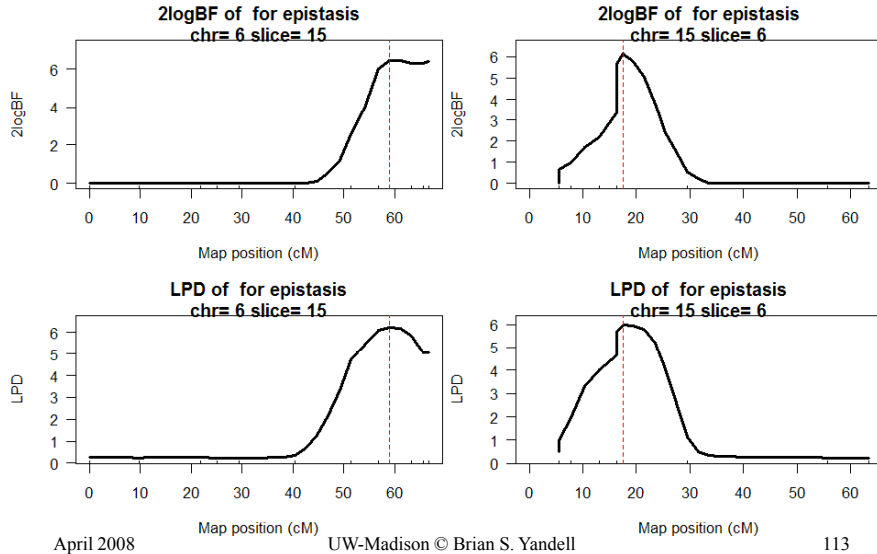 2logBF of  for epistasis
chr= 6 slice= 15
2logBF
6
4
2
0
0 10 20 30 40 50 60
Map position (cM)
2logBF of  for epistasis
chr= 15 slice= 6
2logBF
6
5
4
3
2
1
0
0 10 20 30 40 50 60
Map position (cM)
LPD of  for epistasis
chr= 6 slice= 15
LPD
6
5
4
3
2
1
0
0 10 20 30 40 50 60
Map position (cM)
LPD of  for epistasis
chr= 15 slice= 6
LPD
6
5
4
3
2
1
0
0 10 20 30 40 50 60
Map position (cM)
April 2008 UW-Madison © Brian S. Yandell 113